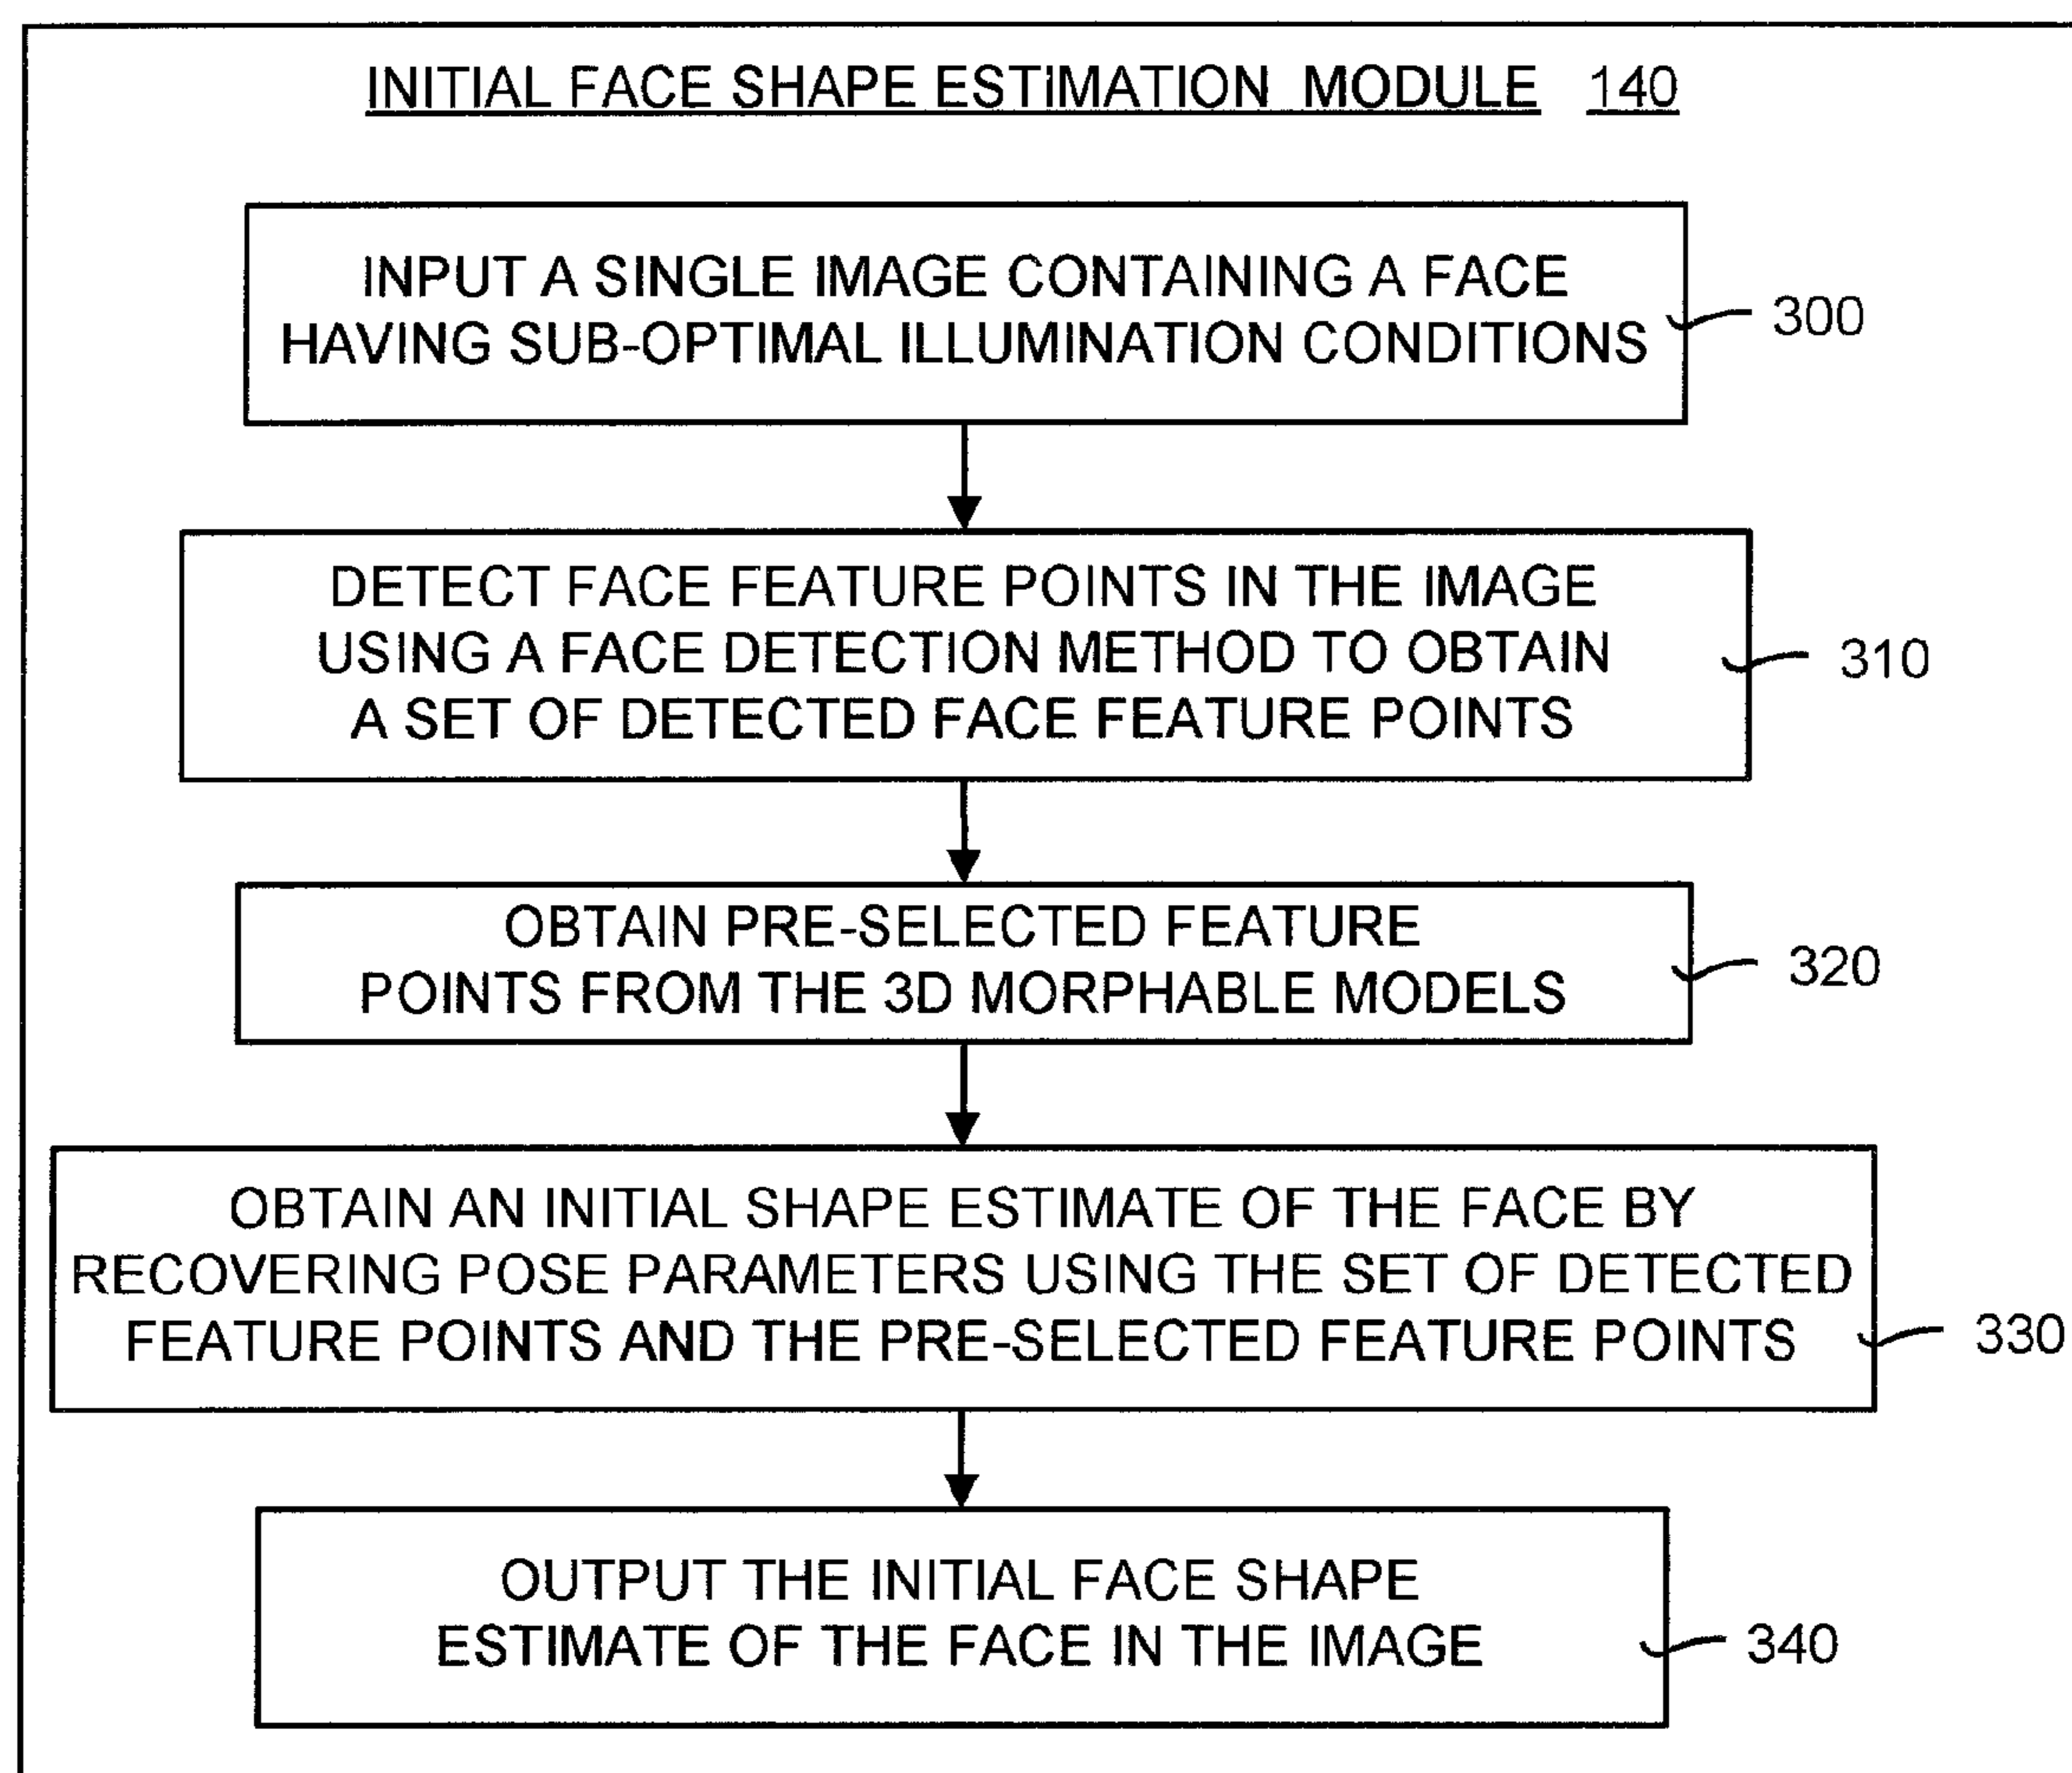 INITIAL FACE SHAPE ESTIMATION MODULE 140
INPUT A SINGLE IMAGE CONTAINING A FACE
HAVING SUB-OPTIMAL ILLUMINATION CONDITIONS
300
DETECT FACE FEATURE POINTS IN THE IMAGE
USING A FACE DETECTION METHOD TO OBTAIN
A SET OF DETECTED FACE FEATURE POINTS
310
OBTAIN PRE-SELECTED FEATURE
POINTS FROM THE 3D MORPHABLE MODELS
320
OBTAIN AN INITIAL SHAPE ESTIMATE OF THE FACE BY
RECOVERING POSE PARAMETERS USING THE SET OF DETECTED
FEATURE POINTS AND THE PRE-SELECTED FEATURE POINTS
330
OUTPUT THE INITIAL FACE SHAPE
ESTIMATE OF THE FACE IN THE IMAGE
340